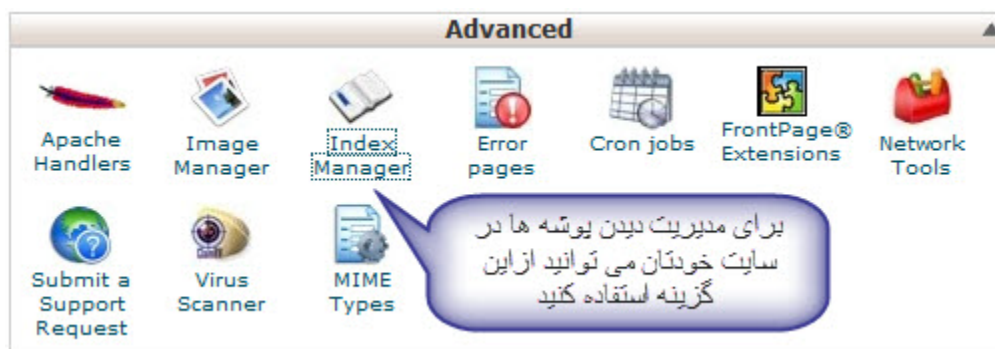 Advanced
Apache
Handlers
Image
Manager
Index
Manager
Error
pages
Cron jobs
FrontPage®
Extensions
Network
Tools
Submit a
Support
Request
Virus
Scanner
MIME
Types
برای مدیریت دیدن پوشه ها در
سایت خودتان می توانید ازاین
گزینه استفاده کنید